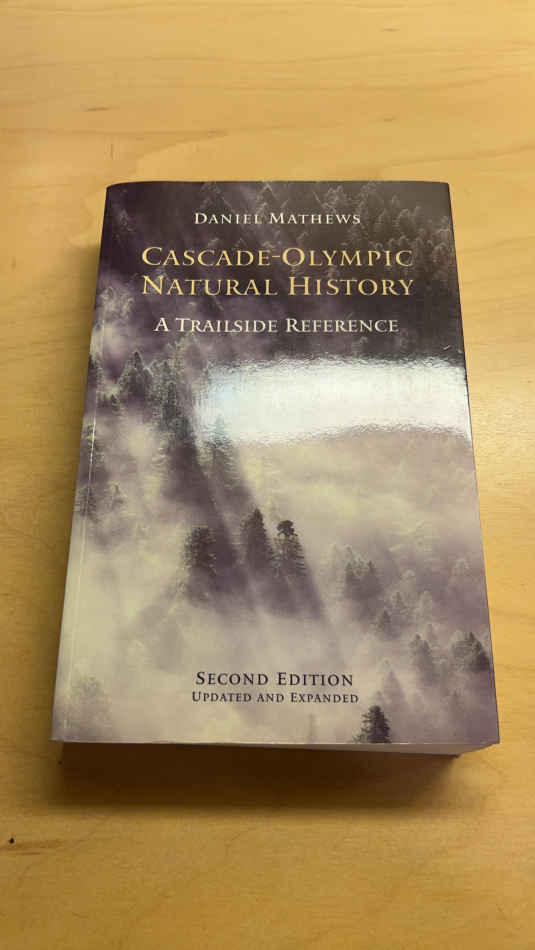 DANIEL MATHEWS
CASCADE-OLYMPIC
NATURAL HISTORY
A TRAILSIDE REFERENCE
SECOND EDITION
UPDATED AND EXPANDED